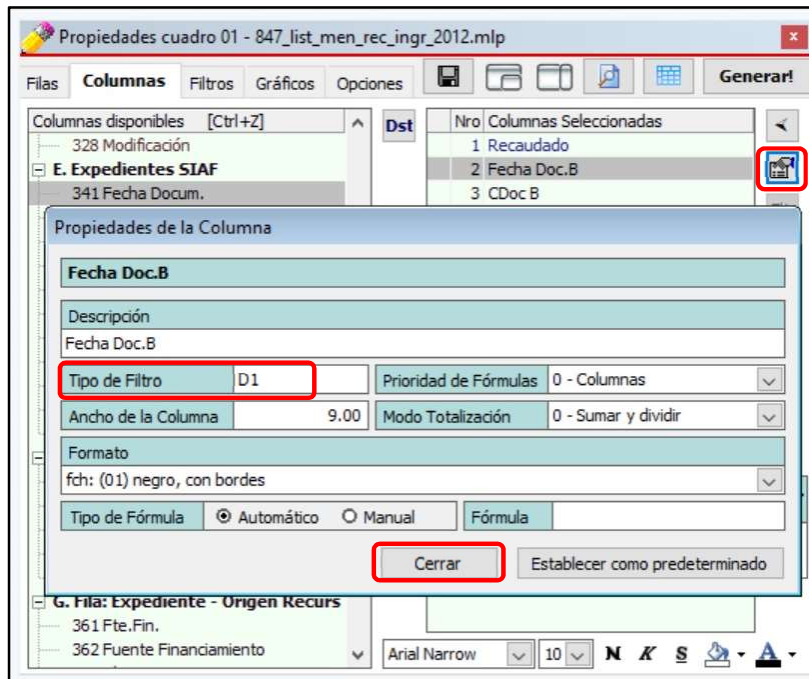 Propiedades cuadro 01 - 847_list_men_rec_ingr_2012.mlp
x
Filas Columnas Filtros Gráficos Opciones Generar!
Columnas disponibles [Ctrl+Z] Dst Nro Columnas Seleccionadas
328 Modificación 1 Recaudado
E. Expedientes SIAF 2 Fecha Doc.B
341 Fecha Docum. 3 CDoc B
Propiedades de la Columna
Fecha Doc.B
Descripción
Fecha Doc.B
Tipo de Filtro D1 Prioridad de Fórmulas 0 - Columnas
Ancho de la Columna 9.00 Modo Totalización 0 - Sumar y dividir
Formato
fch: (01) negro, con bordes
Tipo de Fórmula Automático Manual Fórmula
Cerrar Establecer como predeterminado
G. Fila: Expediente - Origen Recurs
361 Fte.Fin.
362 Fuente Financiamiento Arial Narrow 10 N K S A